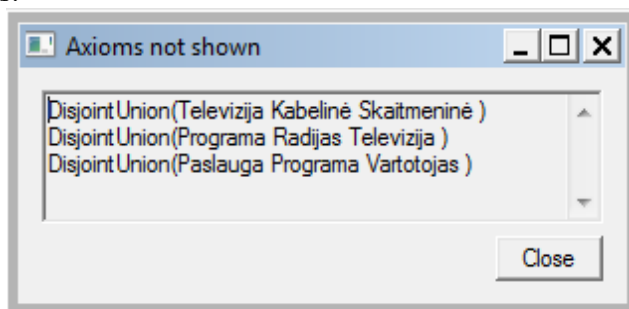 Axioms not shown
DisjointUnion(Televizija Kabelinė Skaitmeninė )
DisjointUnion(Programa Radijas Televizija )
DisjointUnion(Paslauga Programa Vartotojas )
Close